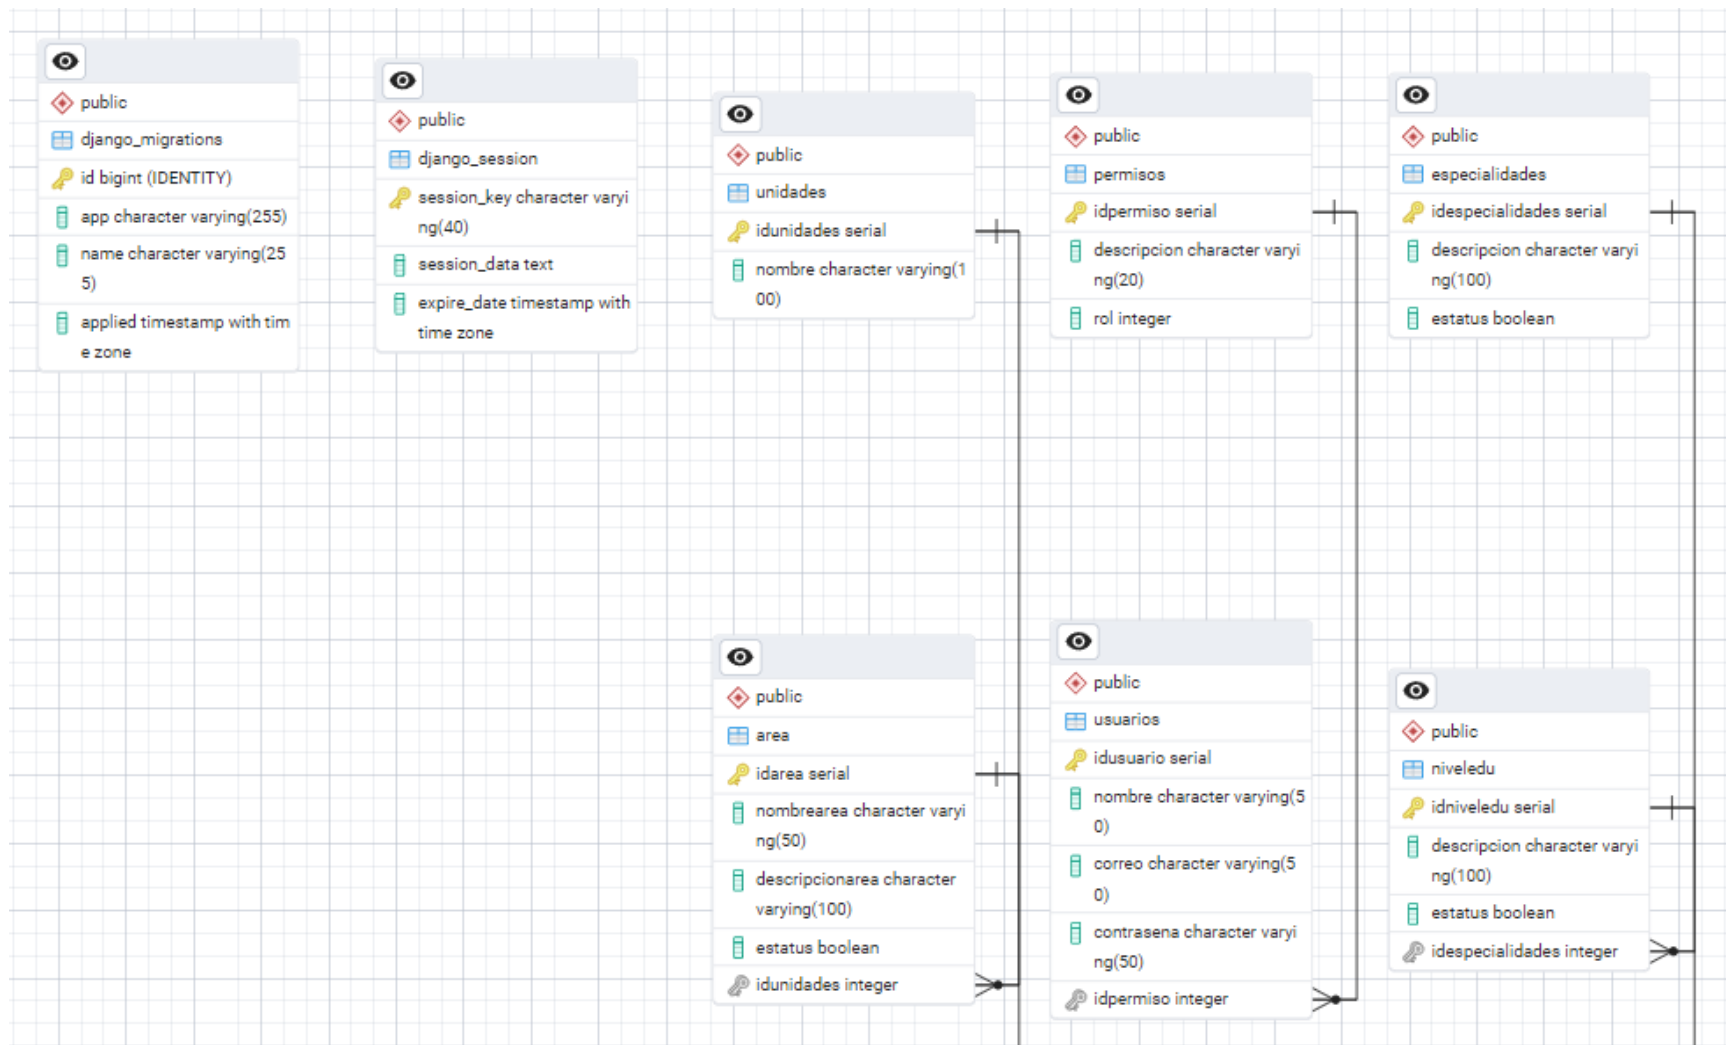 public
django_migrations
id bigint (IDENTITY)
app character varying(255)
name character varying(25
5)
applied timestamp with tim
e zone
public
django_session
session_key character varyi
ng(40)
session_data text
expire_date timestamp with
time zone
public
unidades
idunidades serial
nombre character varying(1
00)
public
permisos
idpermiso serial
descripcion character varyi
ng(20)
rol integer
public
especialidades
idespecialidades serial
descripcion character varyi
ng(100)
estatus boolean
public
area
idarea serial
nombrearea character varyi
ng(50)
descripcionarea character
varying(100)
estatus boolean
idunidades integer
public
usuarios
idusuario serial
nombre character varying(5
0)
correo character varying(5
0)
contrasena character varyi
ng(50)
idpermiso integer
public
niveledu
idniveledu serial
descripcion character varyi
ng(100)
estatus boolean
idespecialidades integer